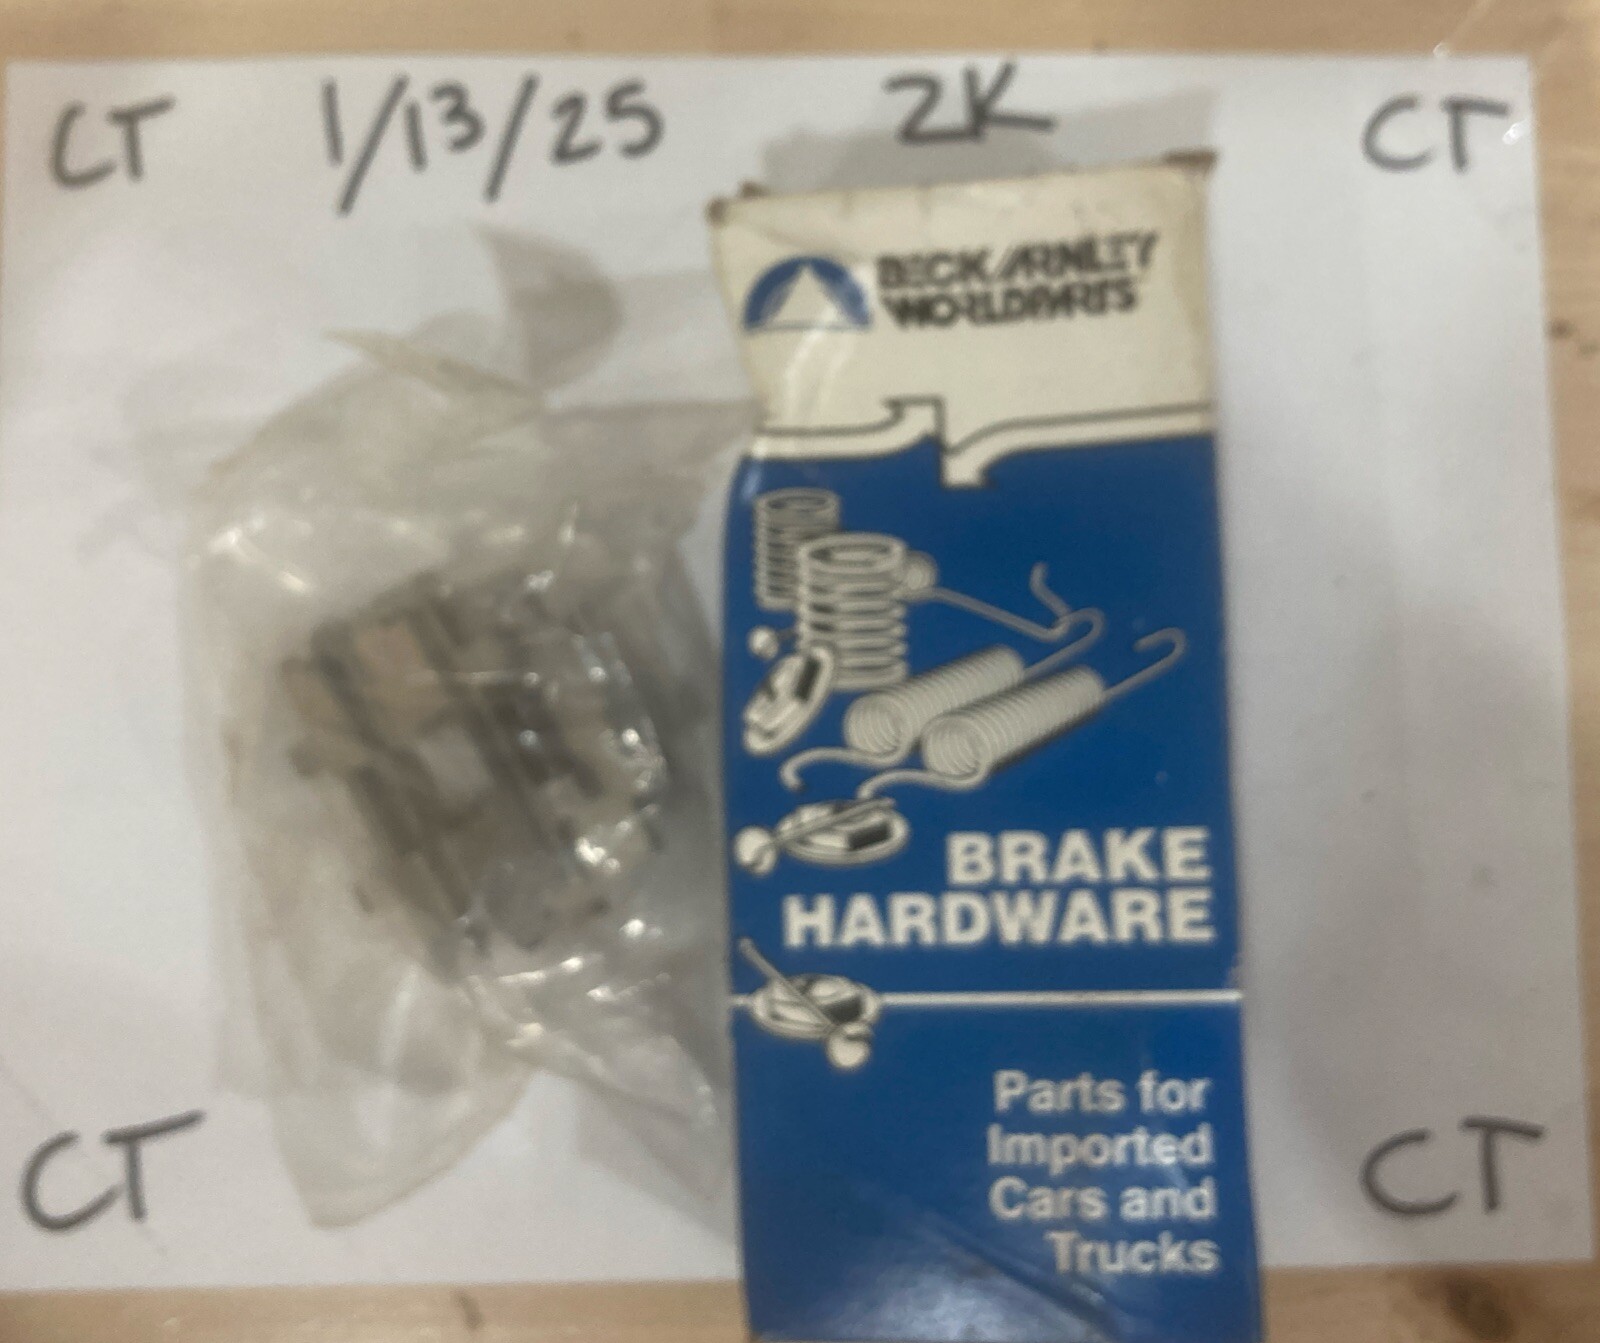 CT 1/13/25 2K CT
BECK/ARNLEY
WORLDPARTS
BRAKE
HARDWARE
Parts for
Imported
Cars and
Trucks
CT CT